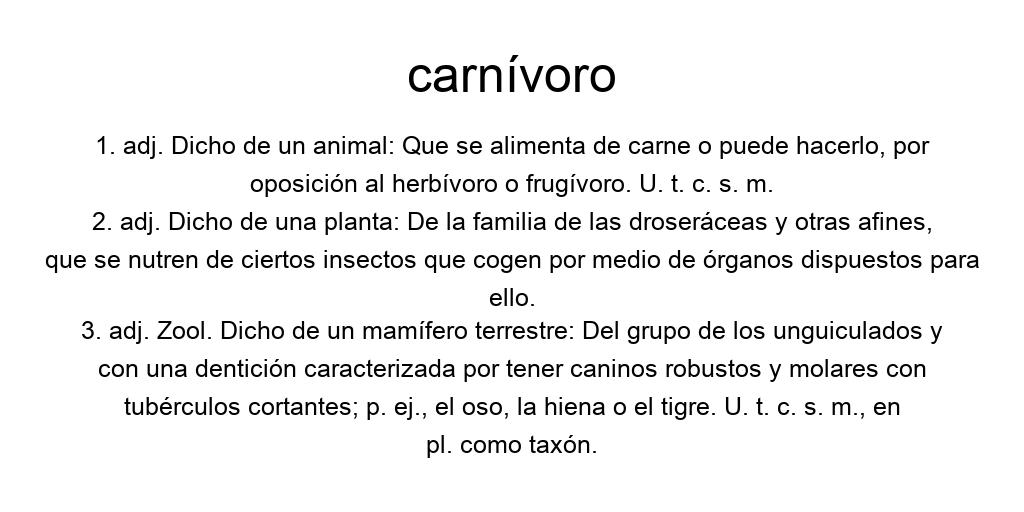 carnívoro
1. adj. Dicho de un animal: Que se alimenta de carne o puede hacerlo, por
oposición al herbívoro o frugívoro. U. t. c. s. m.
2. adj. Dicho de una planta: De la familia de las droseráceas y otras afines,
que se nutren de ciertos insectos que cogen por medio de órganos dispuestos para
ello.
3. adj. Zool. Dicho de un mamífero terrestre: Del grupo de los unguiculados y
con una dentición caracterizada por tener caninos robustos y molares con
tubérculos cortantes; p. ej., el oso, la hiena o el tigre. U. t. c. s. m., en
pl. como taxón.